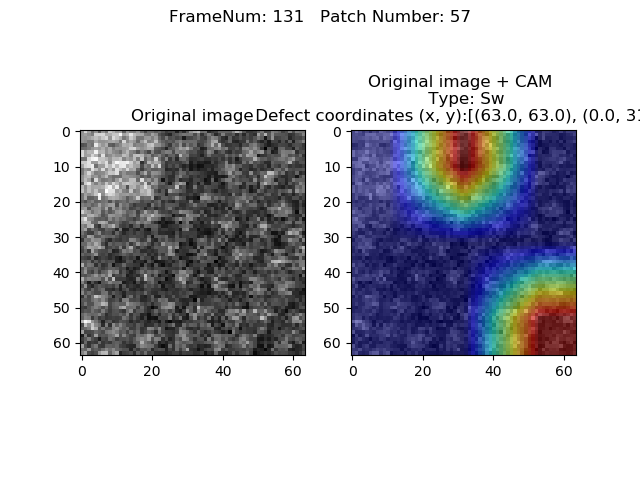 FrameNum: 131   Patch Number: 57
Original image + CAM
Type: Sw
Original image
Defect coordinates (x, y):[(63.0, 63.0), (0.0, 31
0
10
20
30
40
50
60
0 20 40 60
0
10
20
30
40
50
60
0 20 40 60